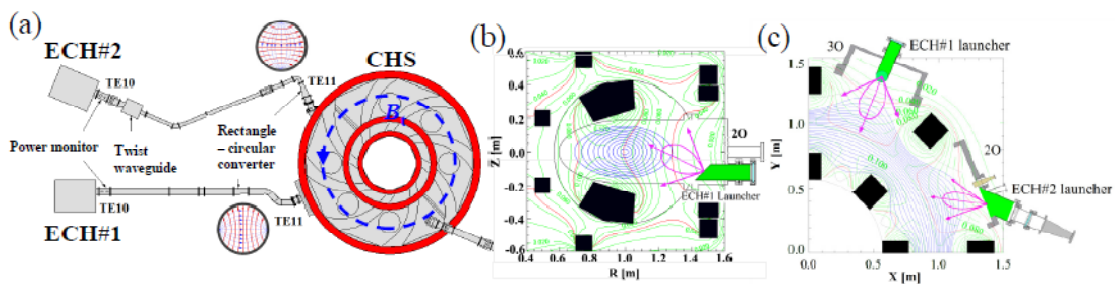 (a)
ECH#2
TE10
TE11
CHS
B
Power monitor
Twist
waveguide
Rectangle
– circular
converter
TE10
TE11
ECH#1
(b)
0.6
0.4
0.2
0.0
-0.2
-0.4
-0.6
Z [m]
0.4 0.6 0.8 1.0 1.2 1.4 1.6
R [m]
2O
ECH#1 Launcher
(c)
3O
ECH#1 launcher
1.5
1.0
0.5
0.0
Y [m]
0.0 0.5 1.0 1.5
X [m]
0.100
2O
ECH#2 launcher